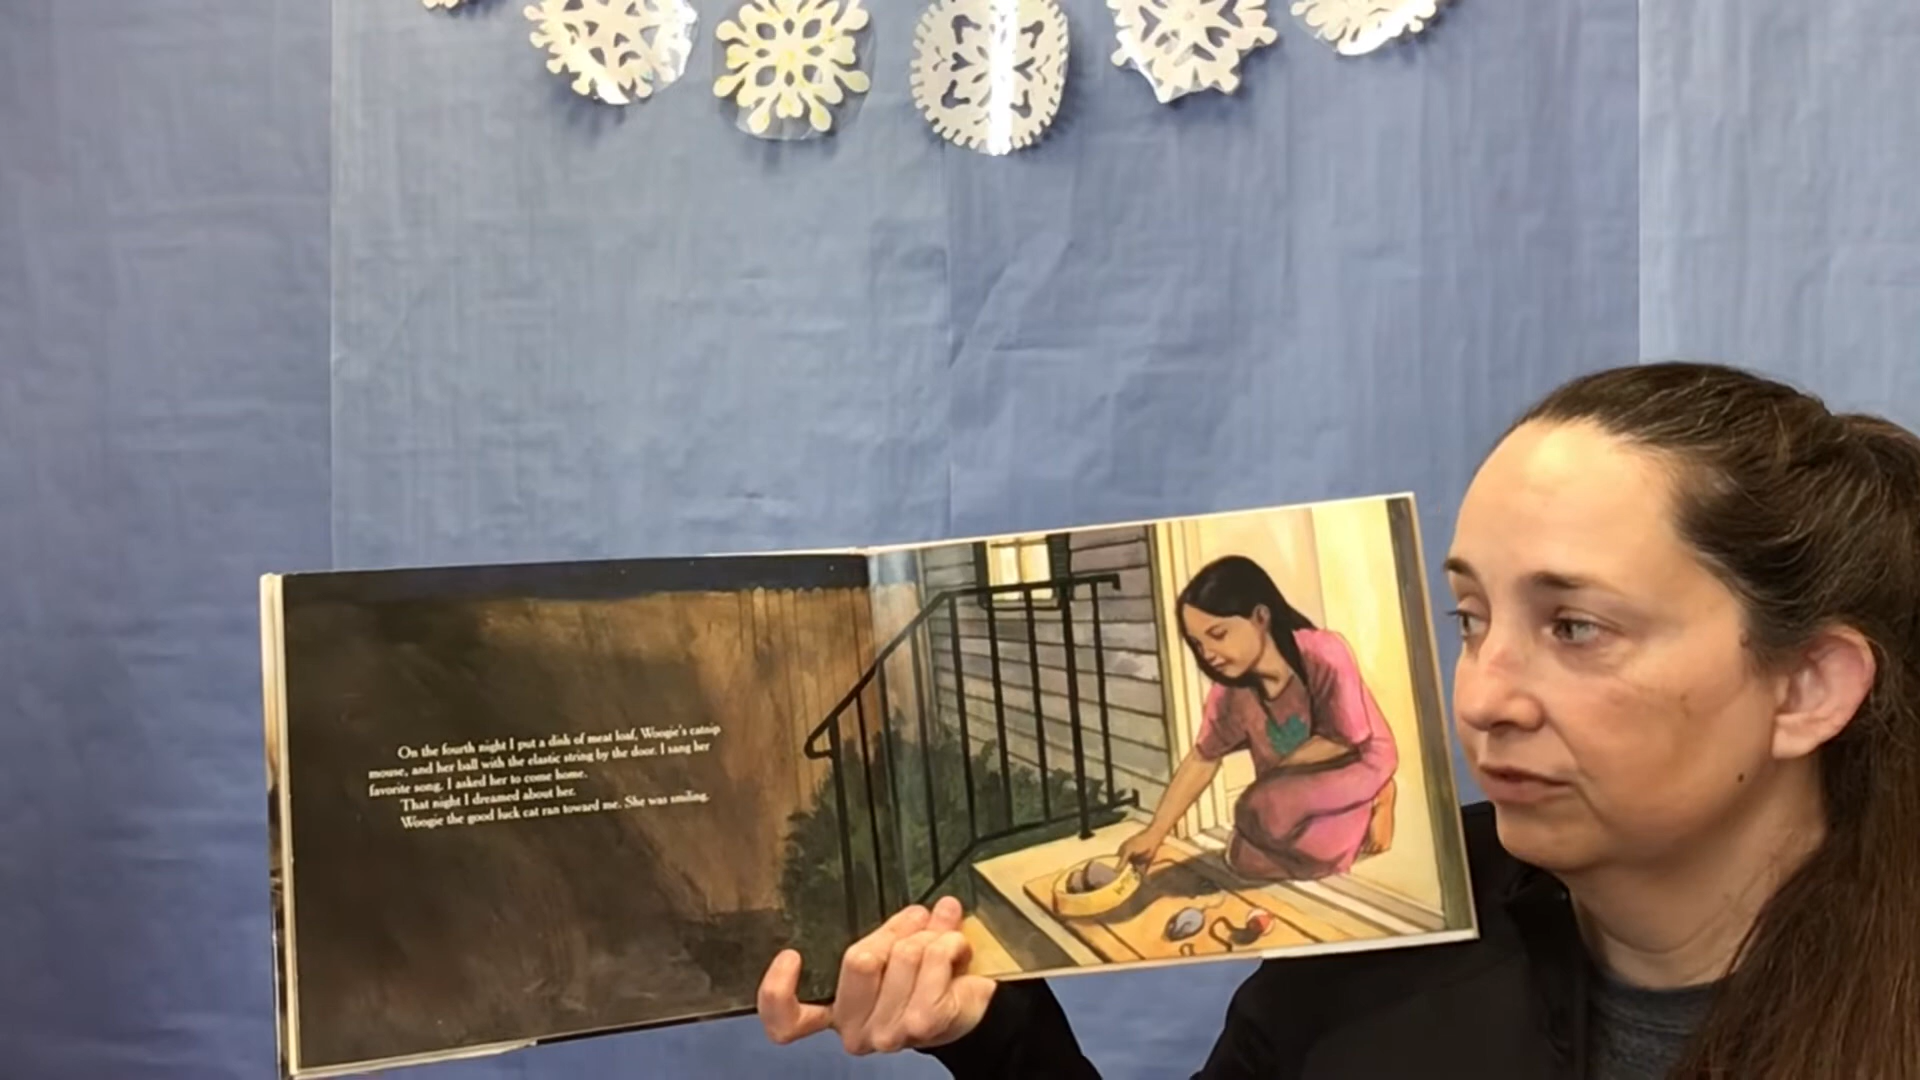 On the fourth night I put a dish of meat loaf, Woogie's catnip
mouse, and her ball with the elastic string by the door. I sang her
favorite song. I asked her to come home.
That night I dreamed about her.
Woogie the good luck cat ran toward me. She was smiling.